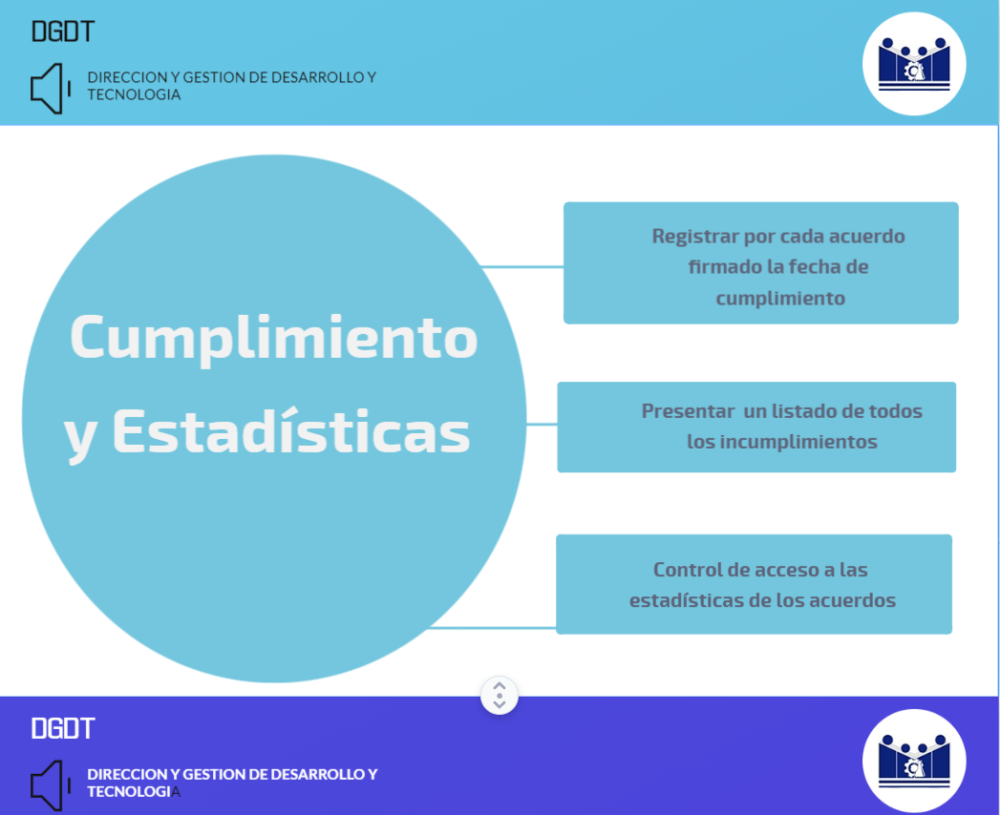 DGDT
DIRECCION Y GESTION DE DESARROLLO Y
TECNOLOGIA
Cumplimiento
y Estadísticas
Registrar por cada acuerdo
firmado la fecha de
cumplimiento
Presentar  un listado de todos
los incumplimientos
Control de acceso a las
estadísticas de los acuerdos
DGDT
DIRECCION Y GESTION DE DESARROLLO Y
TECNOLOGIA